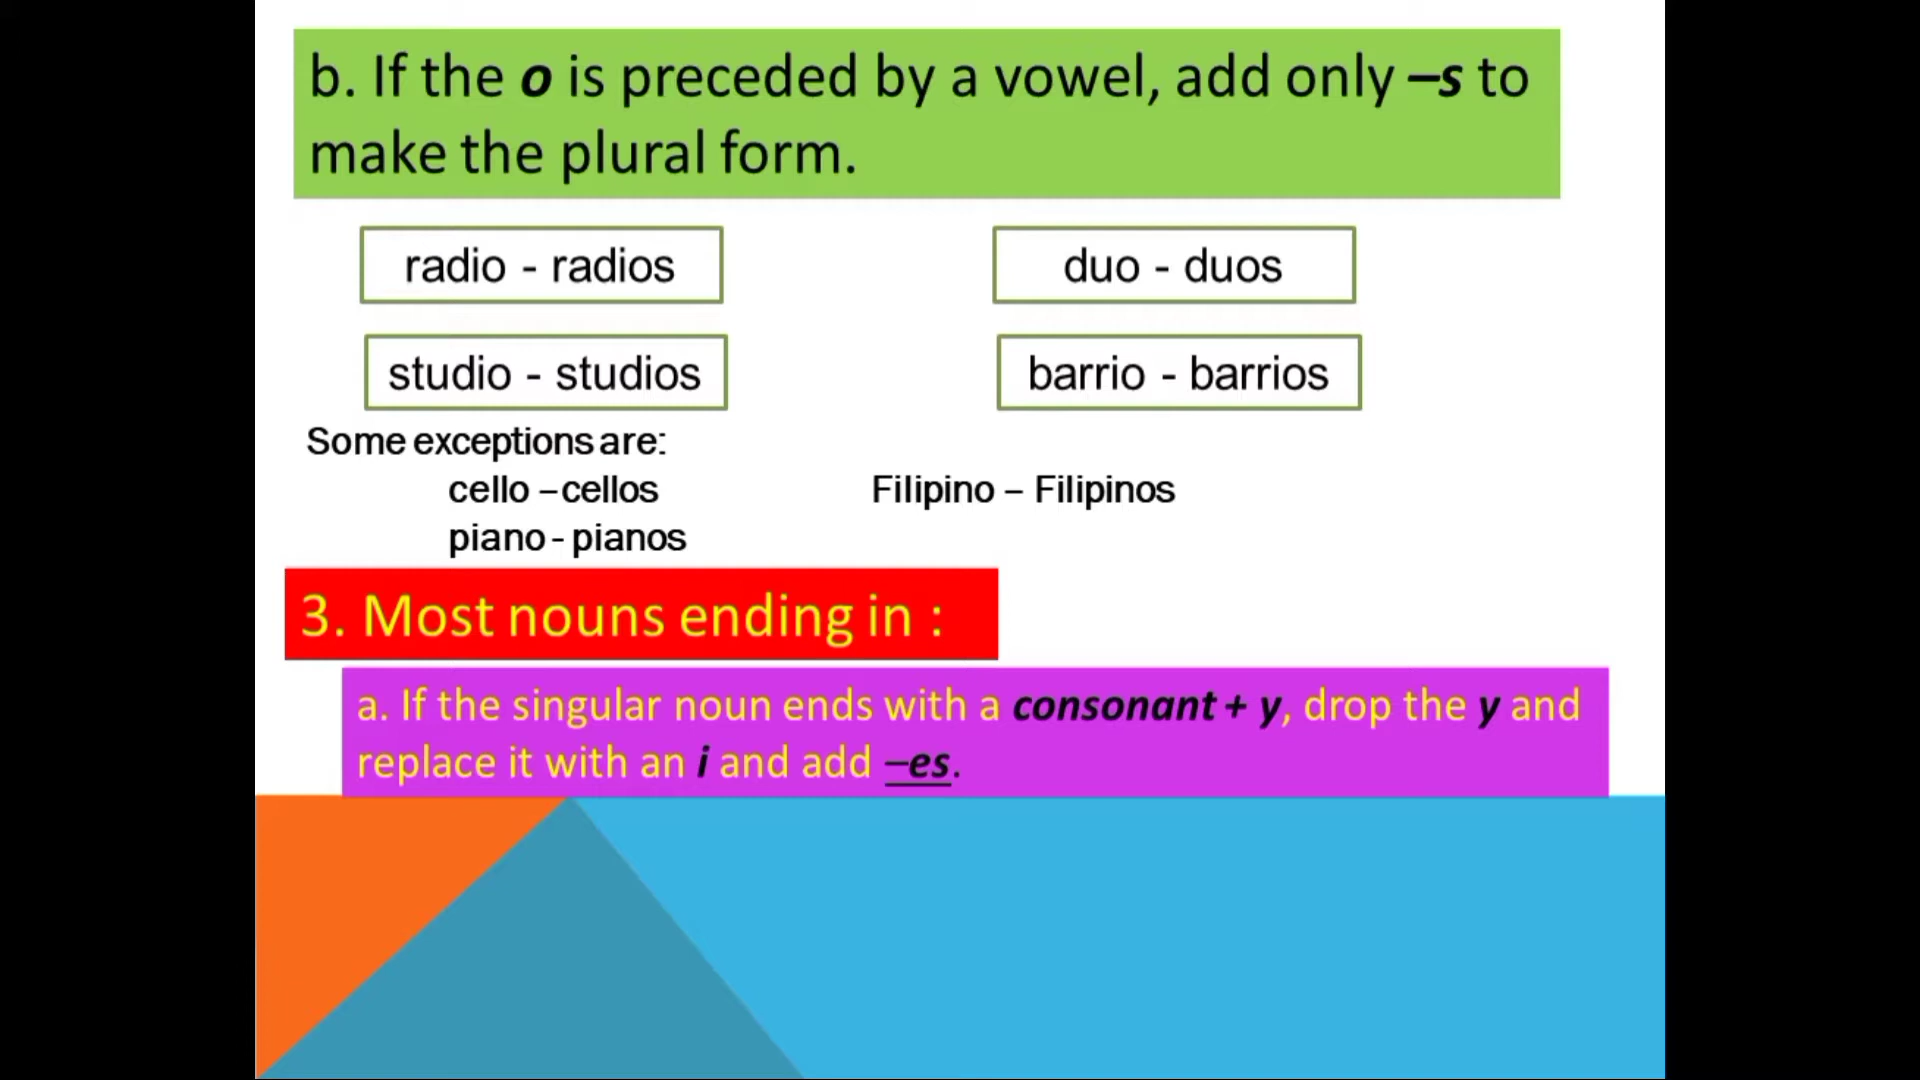 b. If the o is preceded by a vowel, add only –s to
make the plural form.
radio - radios
duo - duos
studio - studios
barrio - barrios
Some exceptions are:
cello – cellos
Filipino – Filipinos
piano - pianos
3. Most nouns ending in :
a. If the singular noun ends with a consonant + y, drop the y and
replace it with an i and add –es.